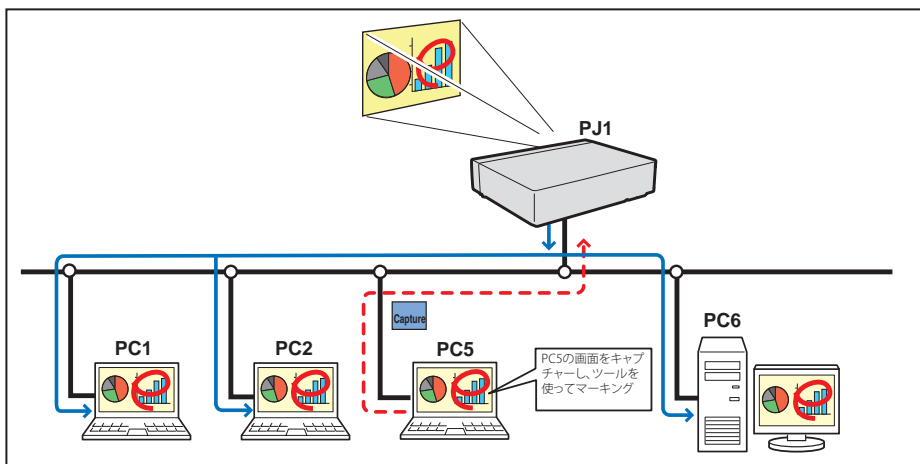 PJ1
Capture
PC6
PC1
PC2
PC5
PC5の画面をキャプ
チャーし、ツールを
使ってマーキング